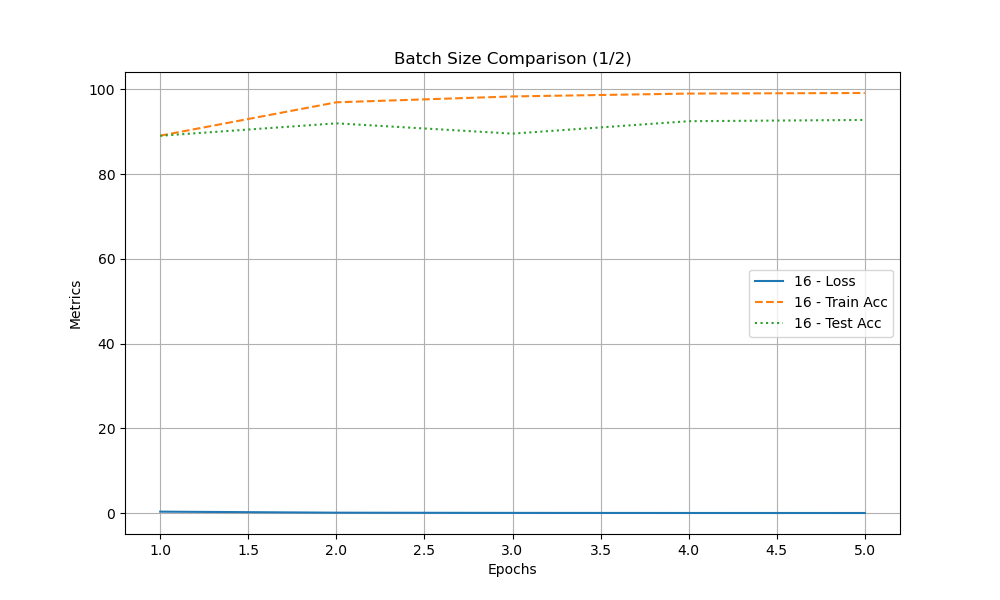 Batch Size Comparison (1/2)
Metrics
100
80
60
40
20
0
16 - Loss
16 - Train Acc
16 - Test Acc
1.0 1.5 2.0 2.5 3.0 3.5 4.0 4.5 5.0
Epochs